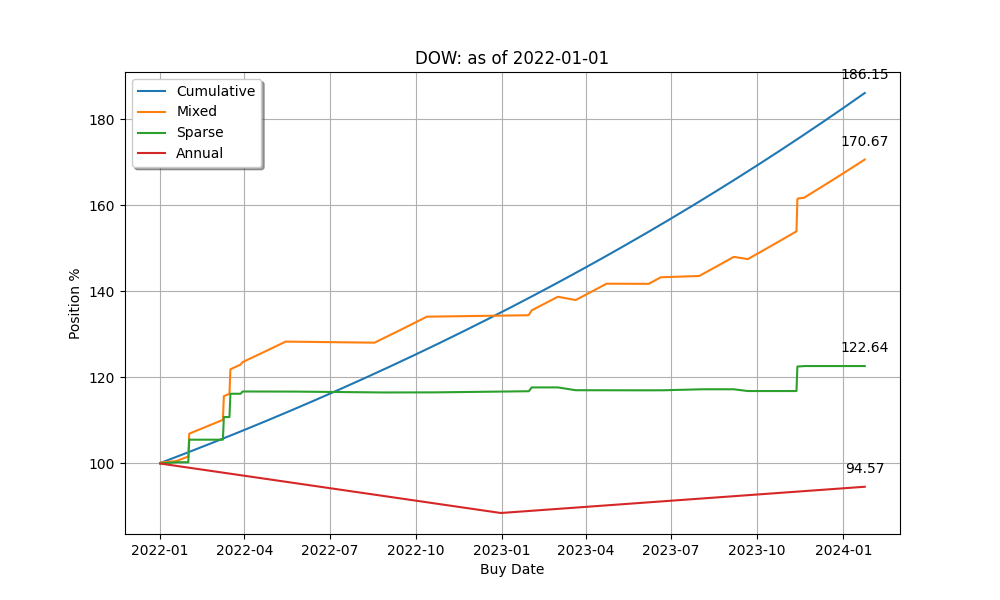 DOW: as of 2022-01-01
186.15
Cumulative
Mixed
Sparse
Annual
170.67
122.64
94.57
180
160
140
120
100
Position %
2022-01 2022-04 2022-07 2022-10 2023-01 2023-04 2023-07 2023-10 2024-01
Buy Date